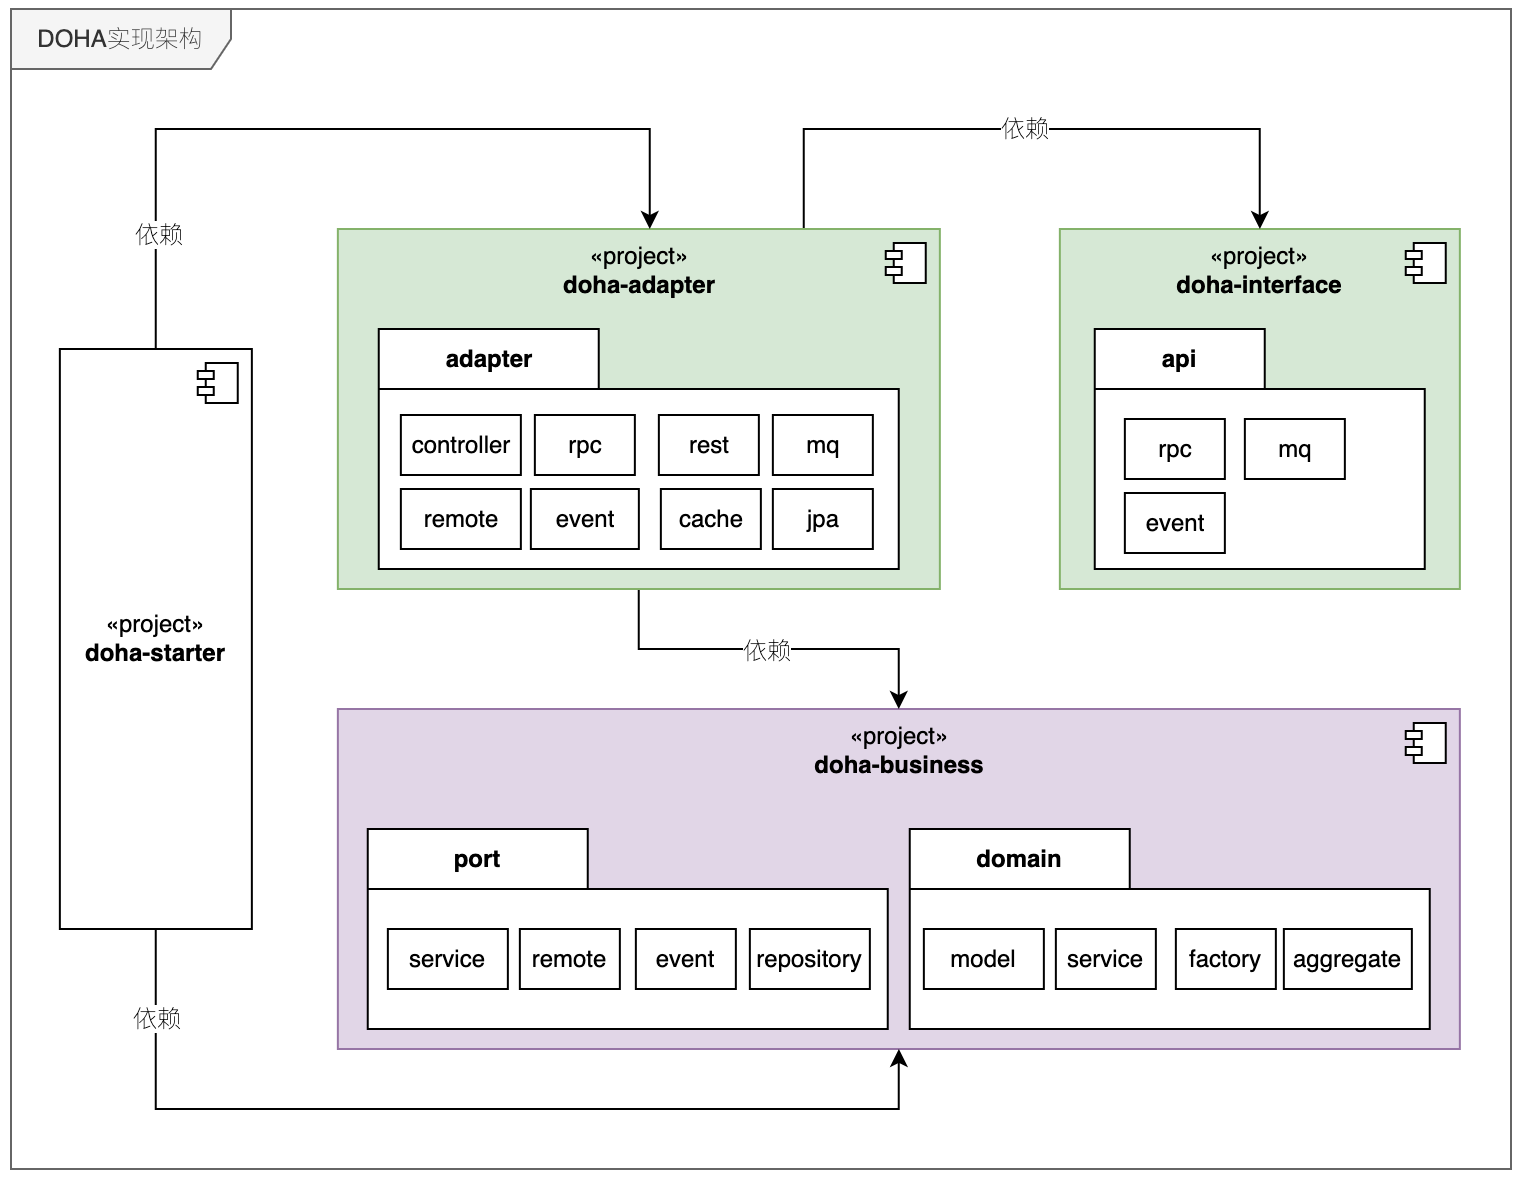 DOHA实现架构
依赖
依赖
«project»
doha-adapter
adapter
controller
rpc
rest
mq
remote
event
cache
jpa
«project»
doha-interface
api
rpc
mq
event
«project»
doha-starter
依赖
«project»
doha-business
port
service
remote
event
repository
domain
model
service
factory
aggregate
依赖